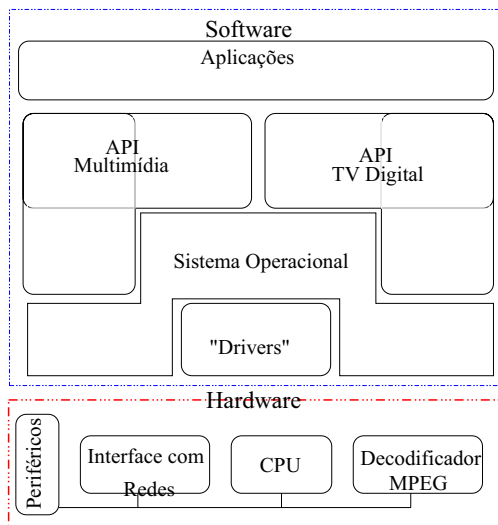 Software
Aplicações
API
Multimídia
API
TV Digital
Sistema Operacional
"Drivers"
Hardware
Periféricos
Interface com
Redes
CPU
Decodificador
MPEG